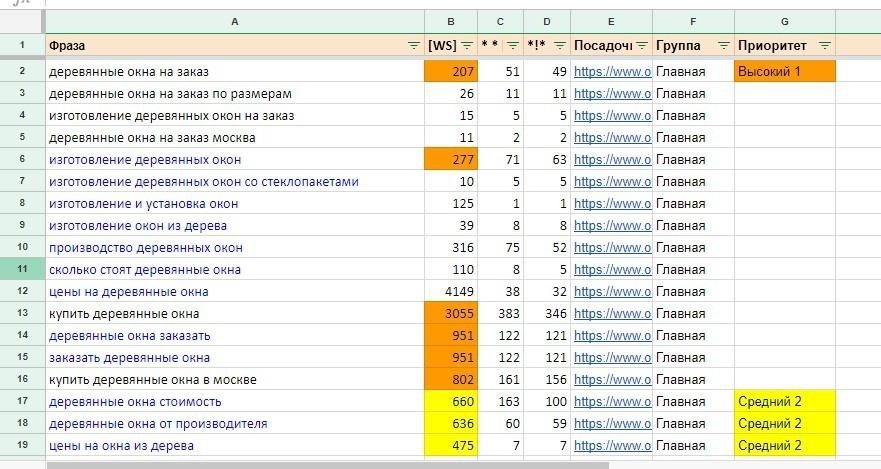 A B C D E F G
1 Фраза [WS] * * *!* Посадоч Группа Приоритет
2 деревянные окна на заказ 207 51 49 https://www.o Главная Высокий 1
3 деревянные окна на заказ по размерам 26 11 11 https://www.o Главная
4 изготовление деревянных окон на заказ 15 5 5 https://www.o Главная
5 деревянные окна на заказ москва 11 2 2 https://www.o Главная
6 изготовление деревянных окон 277 71 63 https://www.o Главная
7 изготовление деревянных окон со стеклопакетами 10 5 5 https://www.o Главная
8 изготовление и установка окон 125 1 1 https://www.o Главная
9 изготовление окон из дерева 39 8 8 https://www.o Главная
10 производство деревянных окон 316 75 52 https://www.o Главная
11 сколько стоят деревянные окна 110 8 5 https://www.o Главная
12 цены на деревянные окна 4149 38 32 https://www.o Главная
13 купить деревянные окна 3055 383 346 https://www.o Главная
14 деревянные окна заказать 951 122 121 https://www.o Главная
15 заказать деревянные окна 951 122 121 https://www.o Главная
16 купить деревянные окна в москве 802 161 156 https://www.o Главная
17 деревянные окна стоимость 660 163 100 https://www.o Главная Средний 2
18 деревянные окна от производителя 636 60 59 https://www.o Главная Средний 2
19 цены на окна из дерева 475 7 7 https://www.o Главная Средний 2